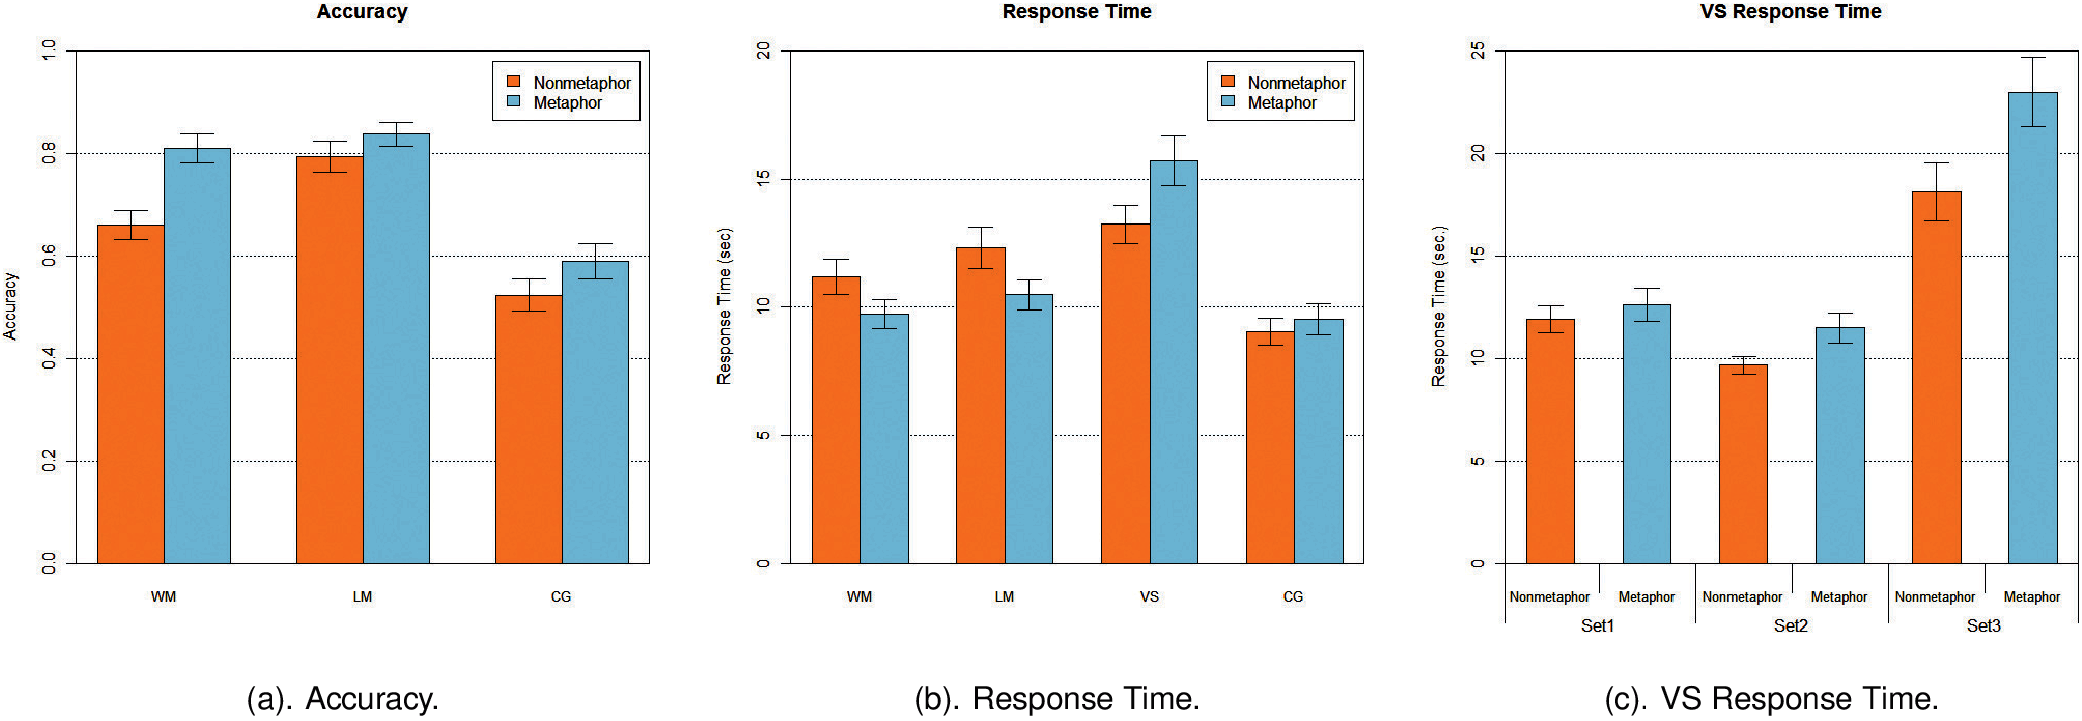 Accuracy
Accuracy
1.0
0.8
0.6
0.4
0.2
0.0
Nonmetaphor
Metaphor
WM LM CG
(a). Accuracy.
Response Time
Response Time (sec)
20
15
10
5
0
Nonmetaphor
Metaphor
WM LM VS CG
(b). Response Time.
VS Response Time
Response Time (sec.)
25
20
15
10
5
0
Nonmetaphor Metaphor Nonmetaphor Metaphor Nonmetaphor Metaphor
Set1 Set2 Set3
(c). VS Response Time.